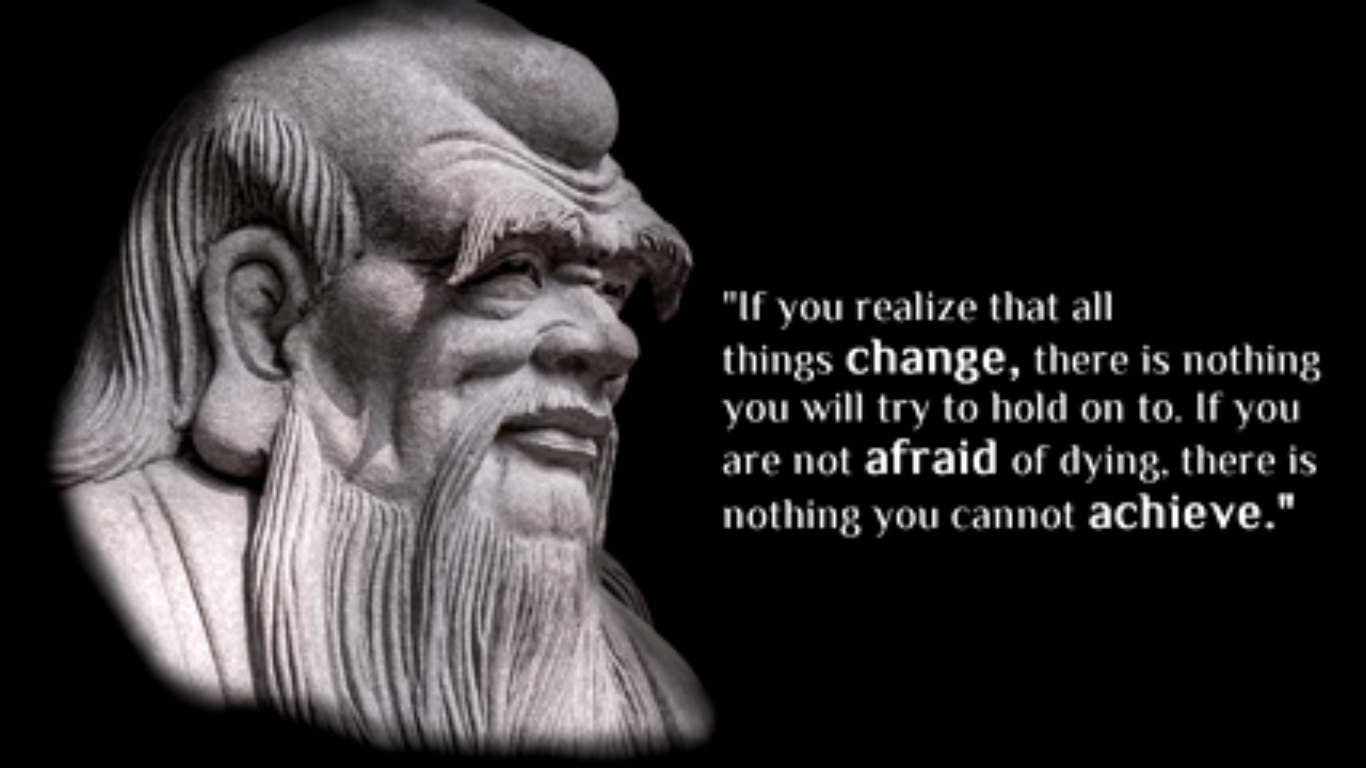 "If you realize that all
things change, there is nothing
you will try to hold on to. If you
are not afraid of dying, there is
nothing you cannot achieve."